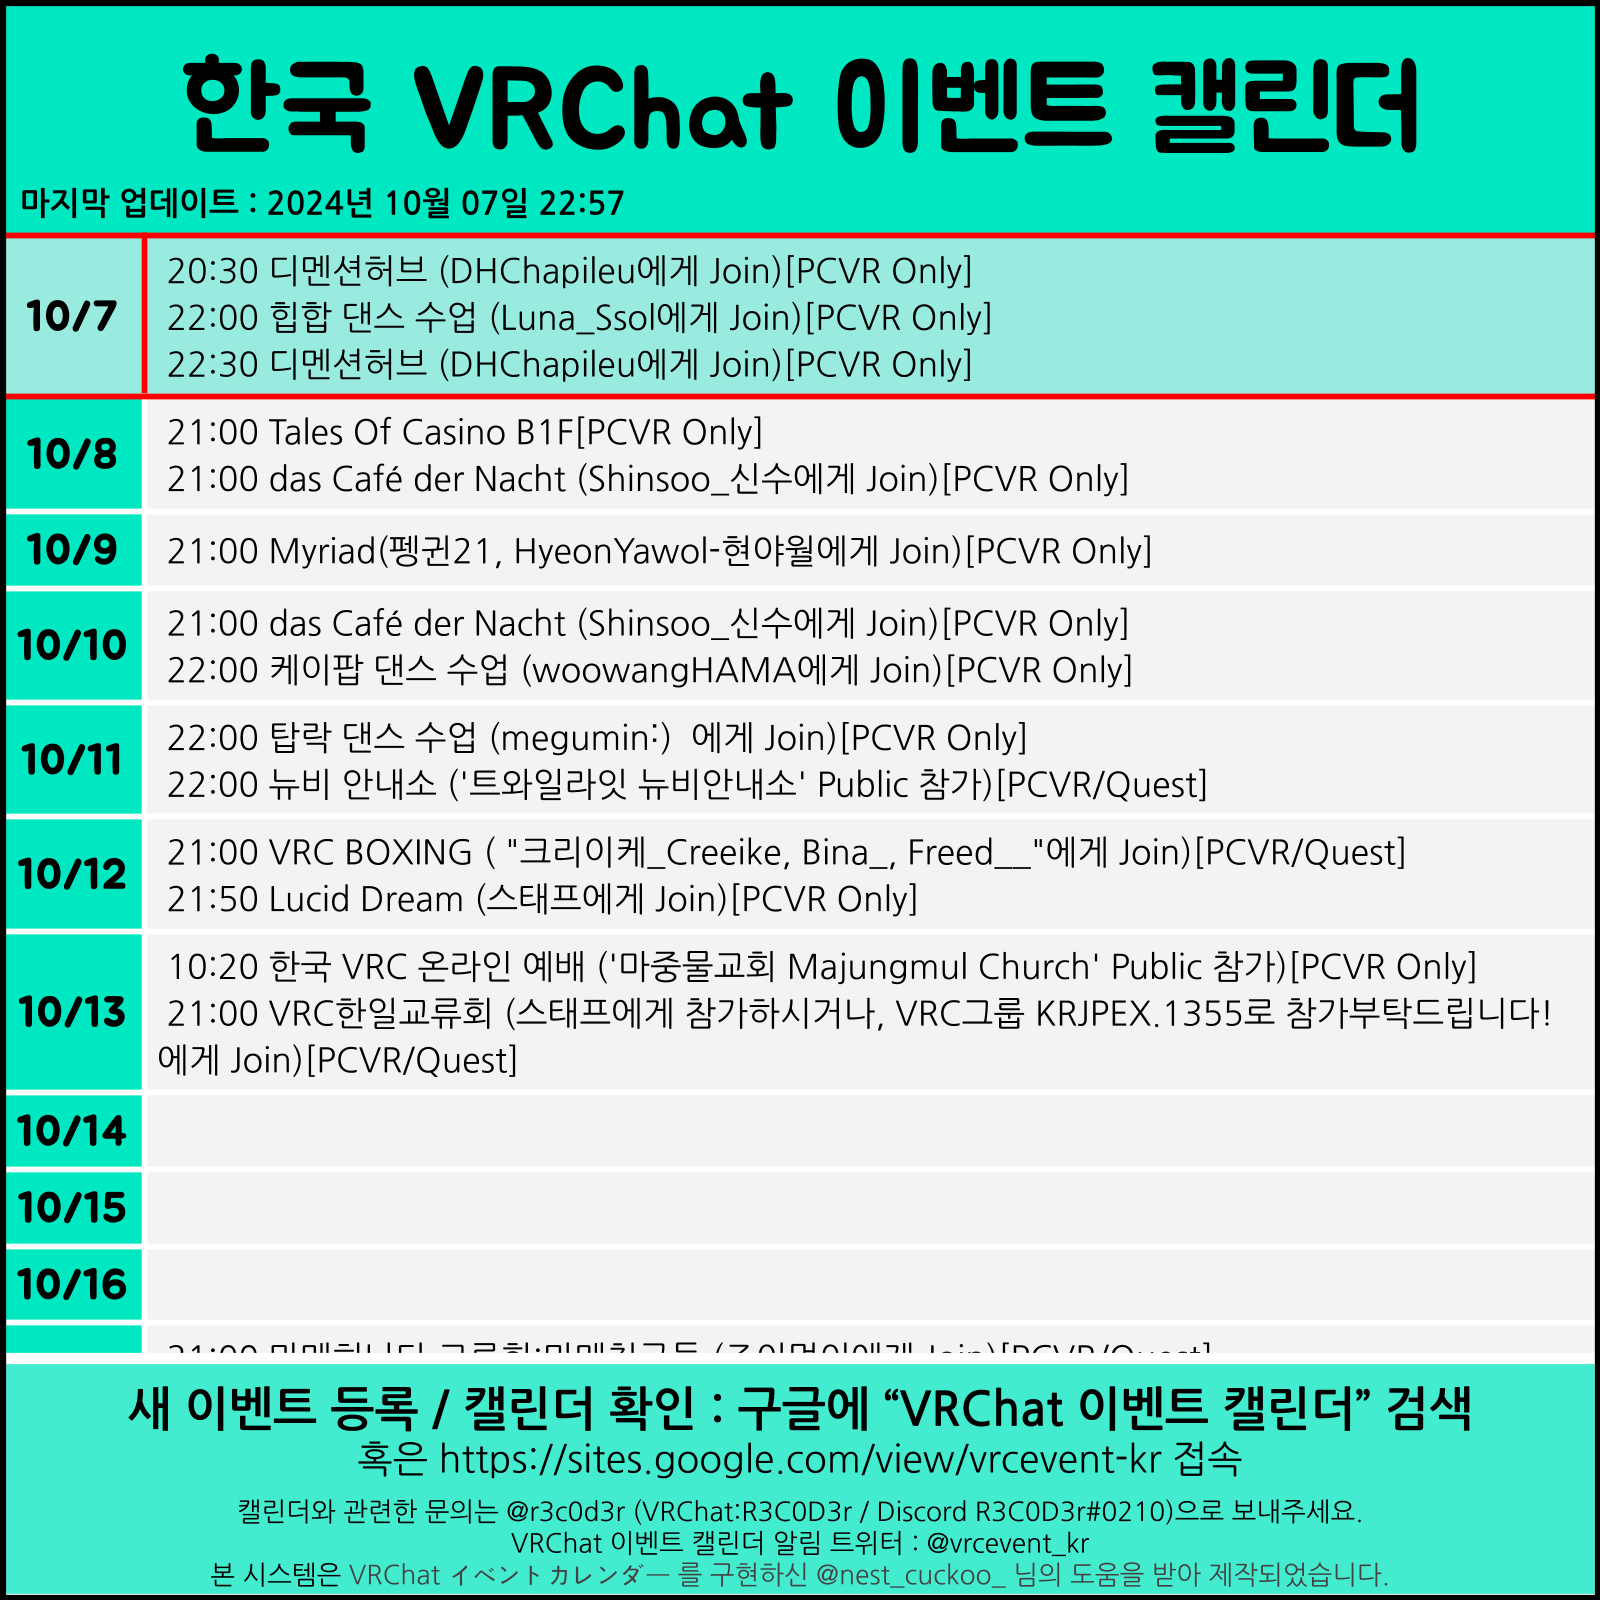 한국 VRChat 이벤트 캘린더
마지막 업데이트 : 2024년 10월 07일 22:57
10/7
20:30 디멘션허브 (DHChapileu에게 Join)[PCVR Only]
22:00 힙합 댄스 수업 (Luna_Ssol에게 Join)[PCVR Only]
22:30 디멘션허브 (DHChapileu에게 Join)[PCVR Only]
10/8
21:00 Tales Of Casino B1F[PCVR Only]
21:00 das Café der Nacht (Shinsoo_신수에게 Join)[PCVR Only]
10/9
21:00 Myriad(펭귄21, HyeonYawol-현야월에게 Join)[PCVR Only]
10/10
21:00 das Café der Nacht (Shinsoo_신수에게 Join)[PCVR Only]
22:00 케이팝 댄스 수업 (woowangHAMA에게 Join)[PCVR Only]
10/11
22:00 탑락 댄스 수업 (megumin:)  에게 Join)[PCVR Only]
22:00 뉴비 안내소 ('트와일라잇 뉴비안내소' Public 참가)[PCVR/Quest]
10/12
21:00 VRC BOXING ( "크리이케_Creeike, Bina_, Freed__"에게 Join)[PCVR/Quest]
21:50 Lucid Dream (스태프에게 Join)[PCVR Only]
10/13
10:20 한국 VRC 온라인 예배 ('마중물교회 Majungmul Church' Public 참가)[PCVR Only]
21:00 VRC한일교류회 (스태프에게 참가하시거나, VRC그룹 KRJPEX.1355로 참가부탁드립니다!
에게 Join)[PCVR/Quest]
10/14
10/15
10/16
21:00 Join)[PCVR/Quest]
새 이벤트 등록 / 캘린더 확인 : 구글에 “VRChat 이벤트 캘린더” 검색
혹은 https://sites.google.com/view/vrcevent-kr 접속
캘린더와 관련한 문의는 @r3c0d3r (VRChat:R3C0D3r / Discord R3C0D3r#0210)으로 보내주세요.
VRChat 이벤트 캘린더 알림 트위터 : @vrcevent_kr
본 시스템은 VRChat イベントカレンダー 를 구현하신 @nest_cuckoo_ 님의 도움을 받아 제작되었습니다.